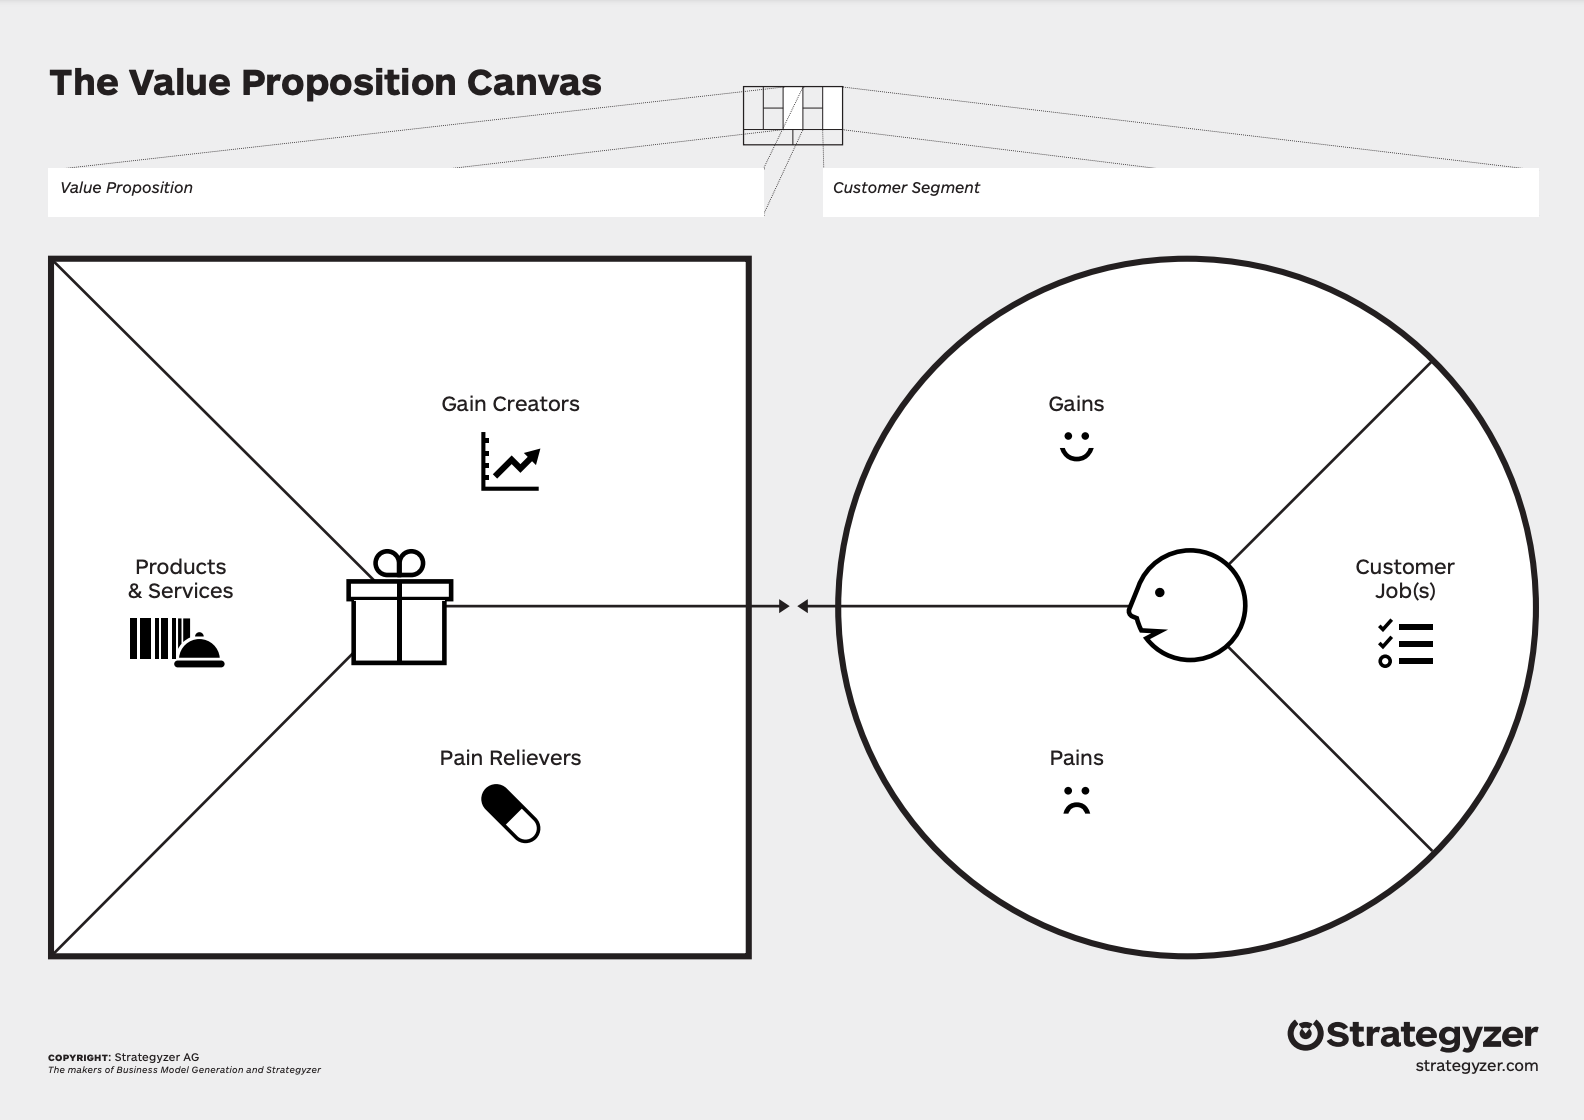 The Value Proposition Canvas
Value Proposition
Customer Segment
Gain Creators
Gains
Products
& Services
Customer
Job(s)
Pain Relievers
Pains
Strategyzer
strategyzer.com
COPYRIGHT: Strategyzer AG
The makers of Business Model Generation and Strategyzer